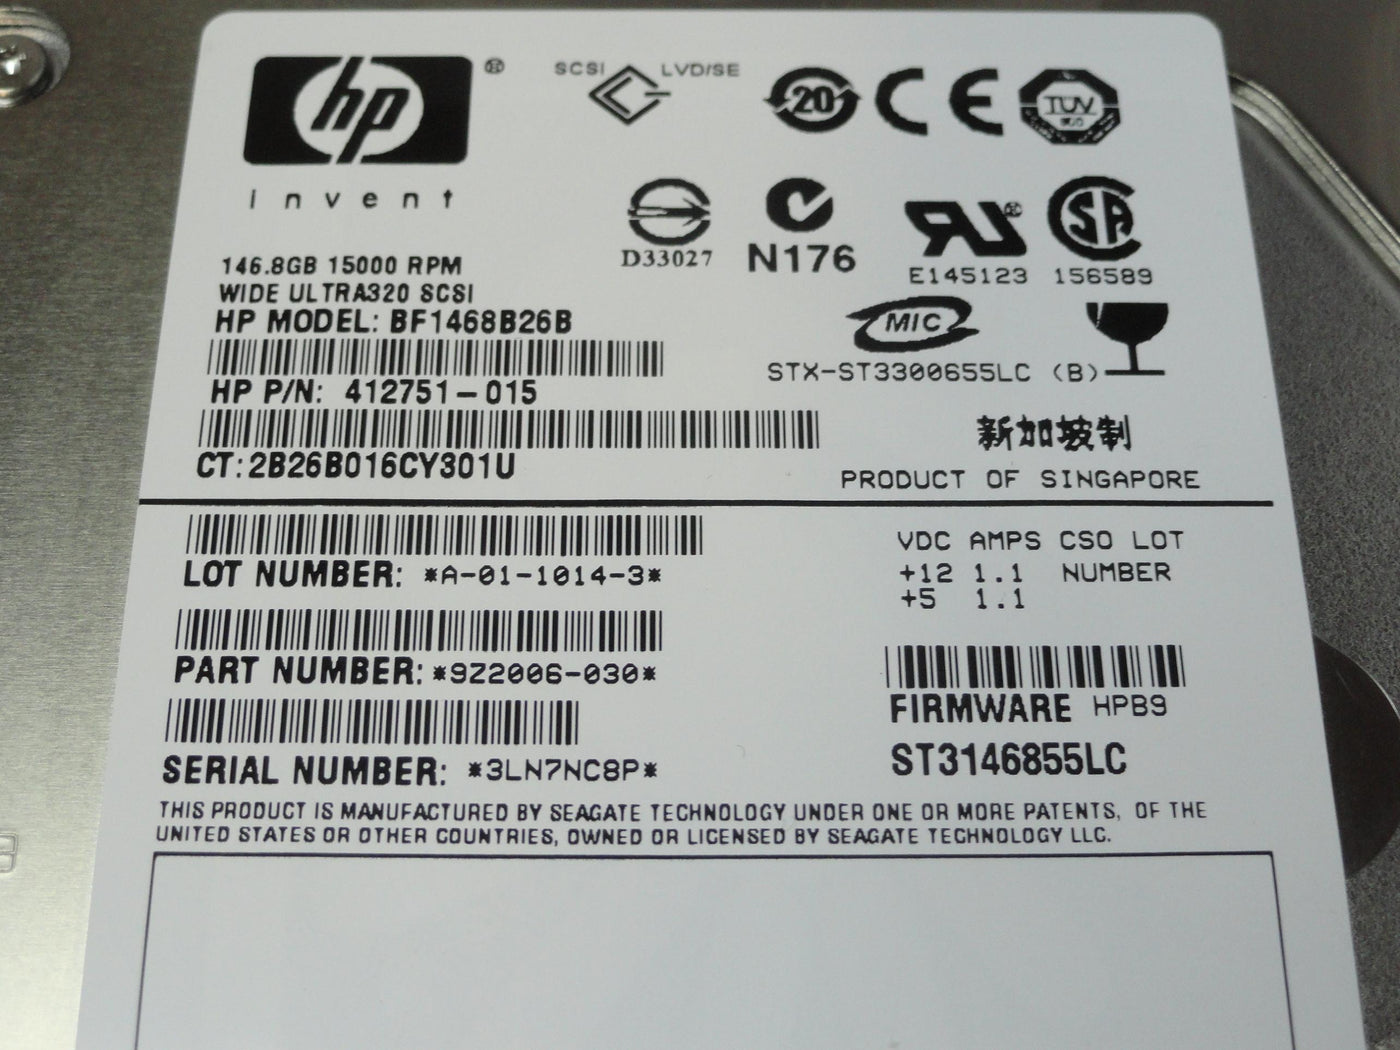 hp ®
invent
SCSI LVD/SE
20 CE TUV
D33027 N176
E145123 156589
146.8GB 15000 RPM
WIDE ULTRA320 SCSI
HP MODEL: BF1468B26B
MIC
STX-ST3300655LC (B)
HP P/N: 412751-015
新加坡制
CT:2B26B016CY301U
PRODUCT OF SINGAPORE
LOT NUMBER: *A-01-1014-3*
VDC AMPS CSO LOT
+12 1.1 NUMBER
+5 1.1
PART NUMBER: *9Z2006-030*
FIRMWARE HPB9
SERIAL NUMBER: *3LN7NC8P*
ST3146855LC
THIS PRODUCT IS MANUFACTURED BY SEAGATE TECHNOLOGY UNDER ONE OR MORE PATENTS, OF THE
UNITED STATES OR OTHER COUNTRIES, OWNED OR LICENSED BY SEAGATE TECHNOLOGY LLC.